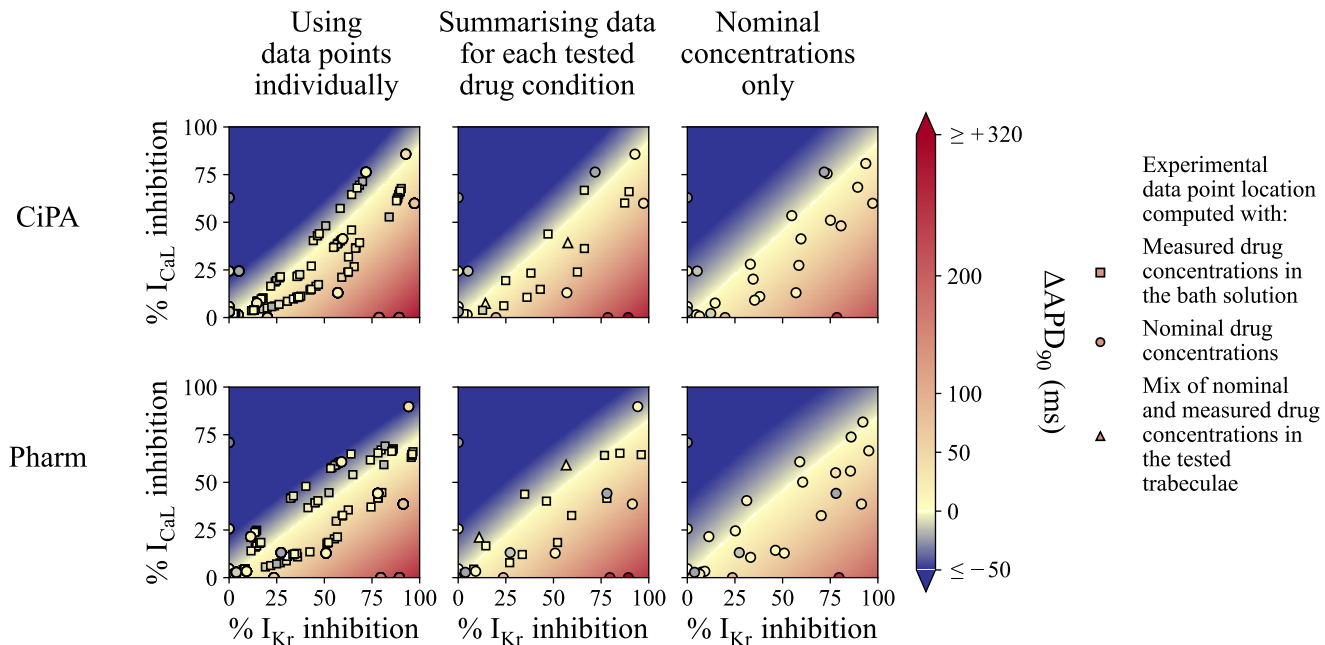 Using
data points
individually
Summarising data
for each tested
drug condition
Nominal
concentrations
only
CiPA
% I_CaL inhibition
100
75
50
25
0
Pharm
% I_CaL inhibition
100
75
50
25
0
0 25 50 75 100
% I_Kr inhibition
0 25 50 75 100
% I_Kr inhibition
0 25 50 75 100
% I_Kr inhibition
≥ +320
200
100
50
0
≤ −50
ΔAPD_90 (ms)
Experimental
data point location
computed with:
Measured drug
concentrations in
the bath solution
Nominal drug
concentrations
Mix of nominal
and measured drug
concentrations in
the tested
trabeculae